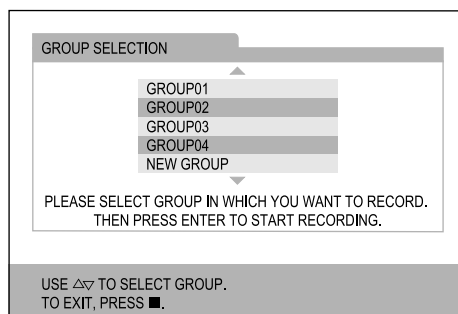 GROUP SELECTION
GROUP01
GROUP02
GROUP03
GROUP04
NEW GROUP
PLEASE SELECT GROUP IN WHICH YOU WANT TO RECORD.
THEN PRESS ENTER TO START RECORDING.
USE △▽ TO SELECT GROUP.
TO EXIT, PRESS ■.